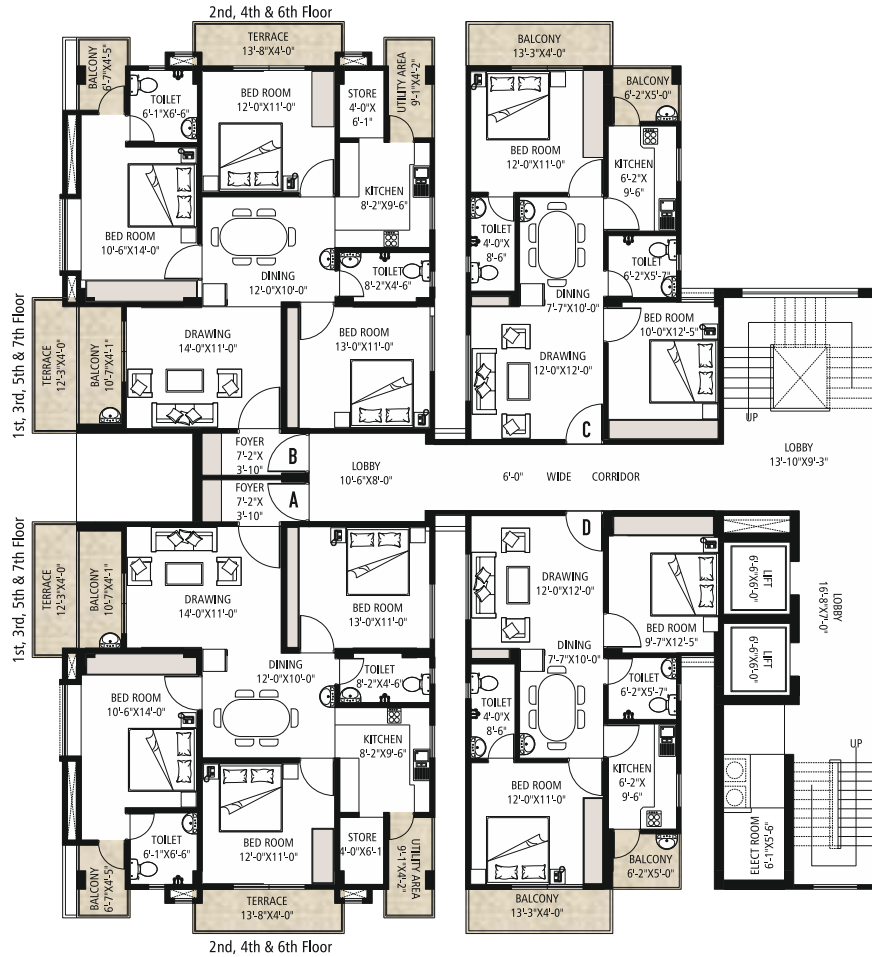 2nd, 4th & 6th Floor
TERRACE
13'-8"X4'-0"
BALCONY
6'-7"X4'-5"
TOILET
6'-1"X6'-6"
BED ROOM
12'-0"X11'-0"
STORE
4'-0"X
6'-1"
UTILITY AREA
9'-1"X4'-2"
KITCHEN
8'-2"X9'-6"
BED ROOM
10'-6"X14'-0"
DINING
12'-0"X10'-0"
TOILET
8'-2"X4'-6"
1st, 3rd, 5th & 7th Floor
TERRACE
12'-3"X4'-0"
BALCONY
10'-7"X4'-1"
DRAWING
14'-0"X11'-0"
BED ROOM
13'-0"X11'-0"
FOYER
7'-2"X
3'-10"
B
BALCONY
13'-3"X4'-0"
BALCONY
6'-2"X5'-0"
BED ROOM
12'-0"X11'-0"
KITCHEN
6'-2"X
9'-6"
TOILET
4'-0"X
8'-6"
TOILET
6'-2"X5'-7"
DINING
7'-7"X10'-0"
BED ROOM
10'-0"X12'-5"
DRAWING
12'-0"X12'-0"
C
UP
LOBBY
13'-10"X9'-3"
LOBBY
10'-6"X8'-0"
6'-0" WIDE CORRIDOR
FOYER
7'-2"X
3'-10"
A
1st, 3rd, 5th & 7th Floor
TERRACE
12'-3"X4'-0"
BALCONY
10'-7"X4'-1"
DRAWING
14'-0"X11'-0"
BED ROOM
13'-0"X11'-0"
DINING
12'-0"X10'-0"
TOILET
8'-2"X4'-6"
BED ROOM
10'-6"X14'-0"
KITCHEN
8'-2"X9'-6"
BED ROOM
12'-0"X11'-0"
STORE
4'-0"X6'-1
UTILITY AREA
9'-1"X4'-2"
TOILET
6'-1"X6'-6"
BALCONY
6'-7"X4'-5"
TERRACE
13'-8"X4'-0"
2nd, 4th & 6th Floor
D
DRAWING
12'-0"X12'-0"
BED ROOM
9'-7"X12'-5"
DINING
7'-7"X10'-0"
TOILET
4'-0"X
8'-6"
TOILET
6'-2"X5'-7"
KITCHEN
6'-2"X
9'-6"
BED ROOM
12'-0"X11'-0"
BALCONY
6'-2"X5'-0"
BALCONY
13'-3"X4'-0"
LIFT
6'-6"X6'-0"
LIFT
6'-6"X6'-0"
LOBBY
16'-8"X7'-0"
UP
ELECT ROOM
6'-1"X5'-6"